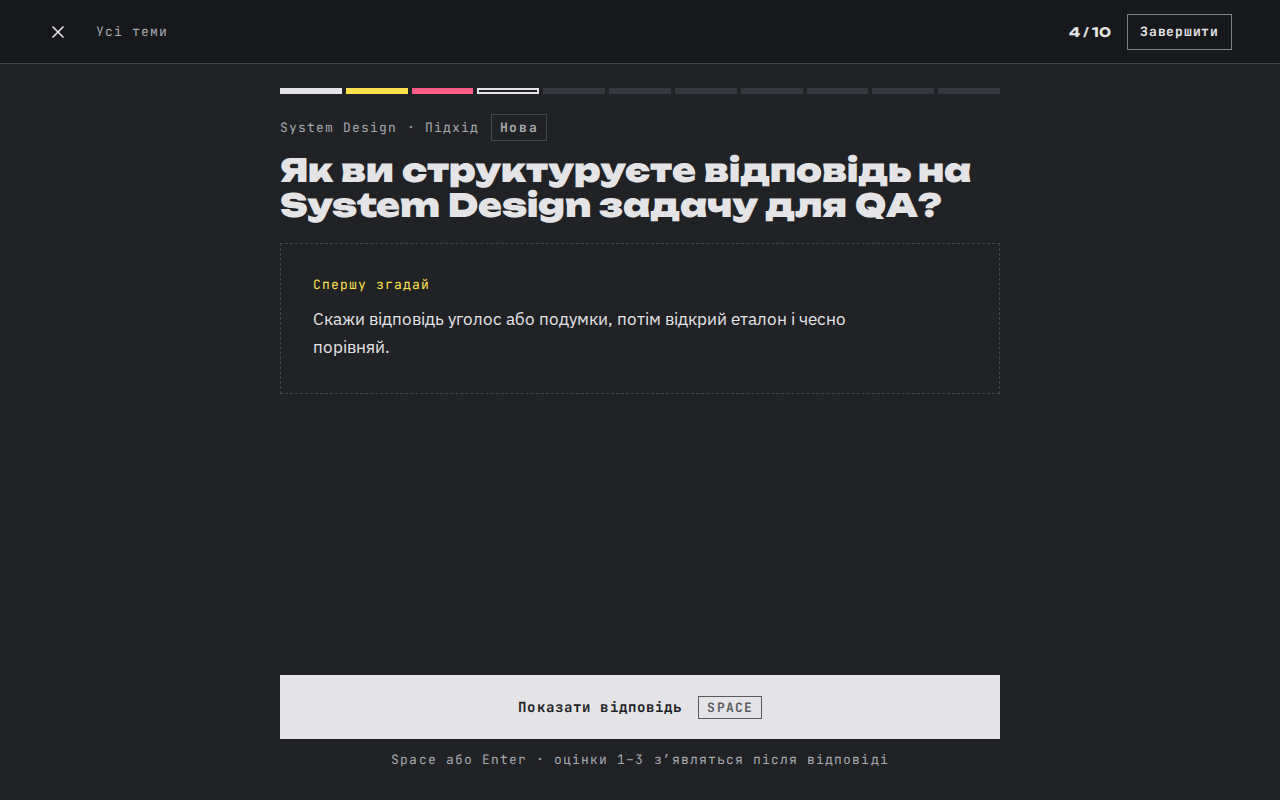 Усі теми
4 / 10
Завершити
System Design · Підхід
Нова
Як ви структуруєте відповідь на
System Design задачу для QA?
Спершу згадай
Скажи відповідь уголос або подумки, потім відкрий еталон і чесно
порівняй.
Показати відповідь
SPACE
Space або Enter · оцінки 1–3 зʼявляться після відповіді